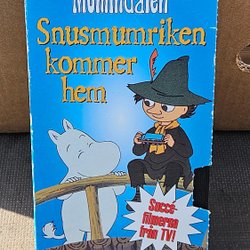 Mumindalen
Snusmumriken
kommer
hem
Succé-
filmerna
från TV!